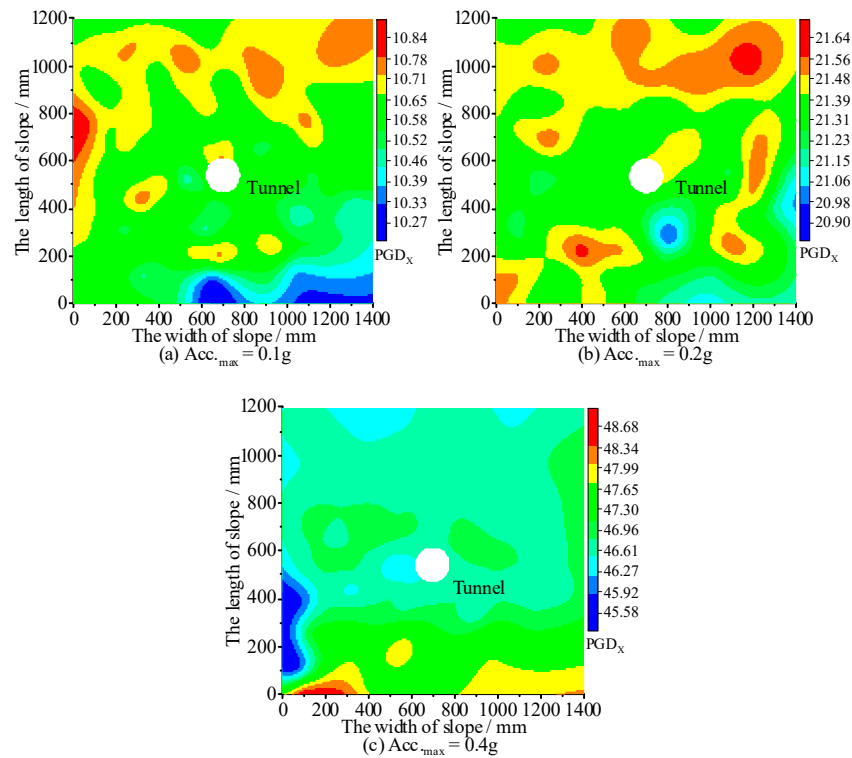 1200
1000
800
600
400
200
0
The length of slope / mm
Tunnel
0 200 400 600 800 1000 1200 1400
The width of slope / mm
(a) Acc.max = 0.1g
10.84
10.78
10.71
10.65
10.58
10.52
10.46
10.39
10.33
10.27
PGDX
1200
1000
800
600
400
200
0
The length of slope / mm
Tunnel
0 200 400 600 800 1000 1200 1400
The width of slope / mm
(b) Acc.max = 0.2g
21.64
21.56
21.48
21.39
21.31
21.23
21.15
21.06
20.98
20.90
PGDX
1200
1000
800
600
400
200
0
The length of slope / mm
Tunnel
0 200 400 600 800 1000 1200 1400
The width of slope / mm
(c) Acc.max = 0.4g
48.68
48.34
47.99
47.65
47.30
46.96
46.61
46.27
45.92
45.58
PGDX